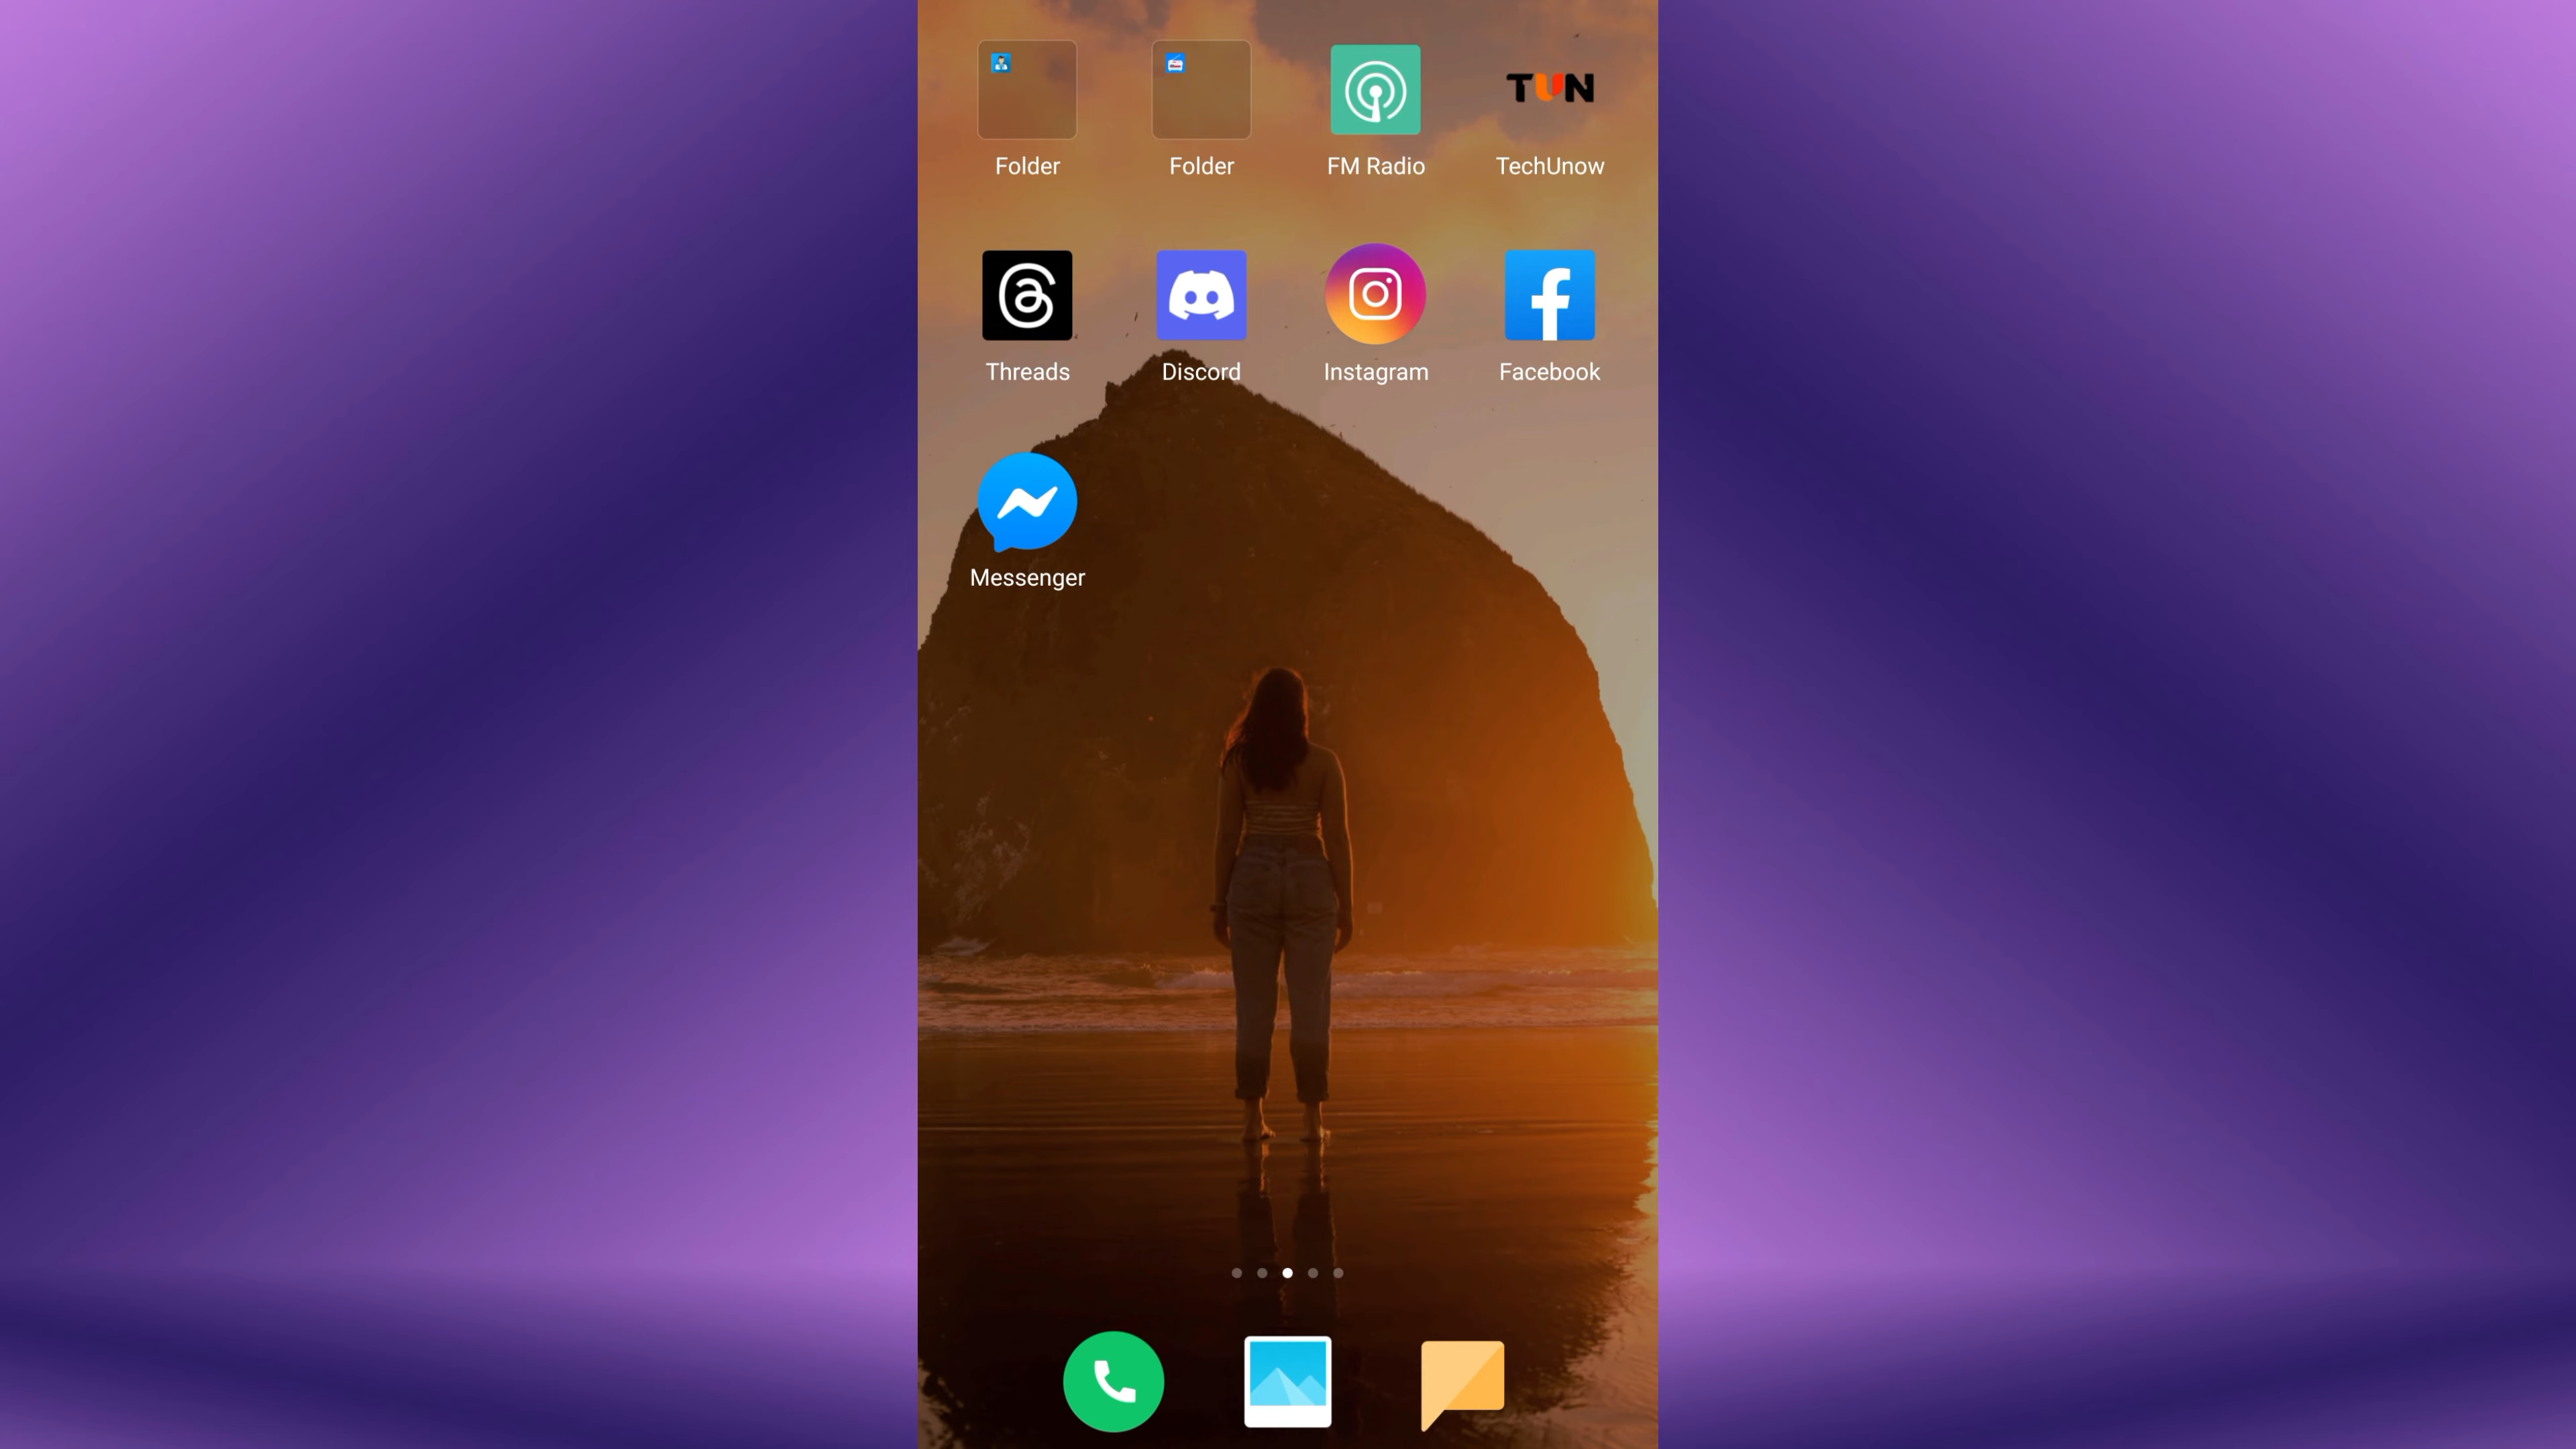 TUN
Folder
Folder
FM Radio
TechUnow
Threads
Discord
Instagram
Facebook
Messenger